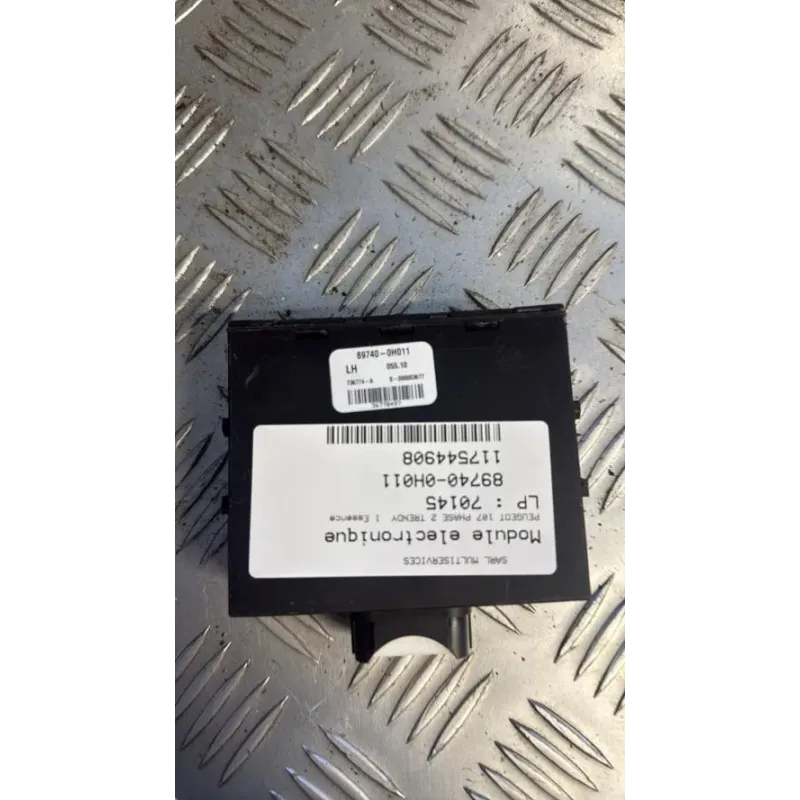 89740-0H011
LH 055.10
SARL MULTISERVICES
Module electronique
PEUGEOT 107 PHASE 2 TRENDY 1 Essence
LP : 70145
89740-0H011
117544908